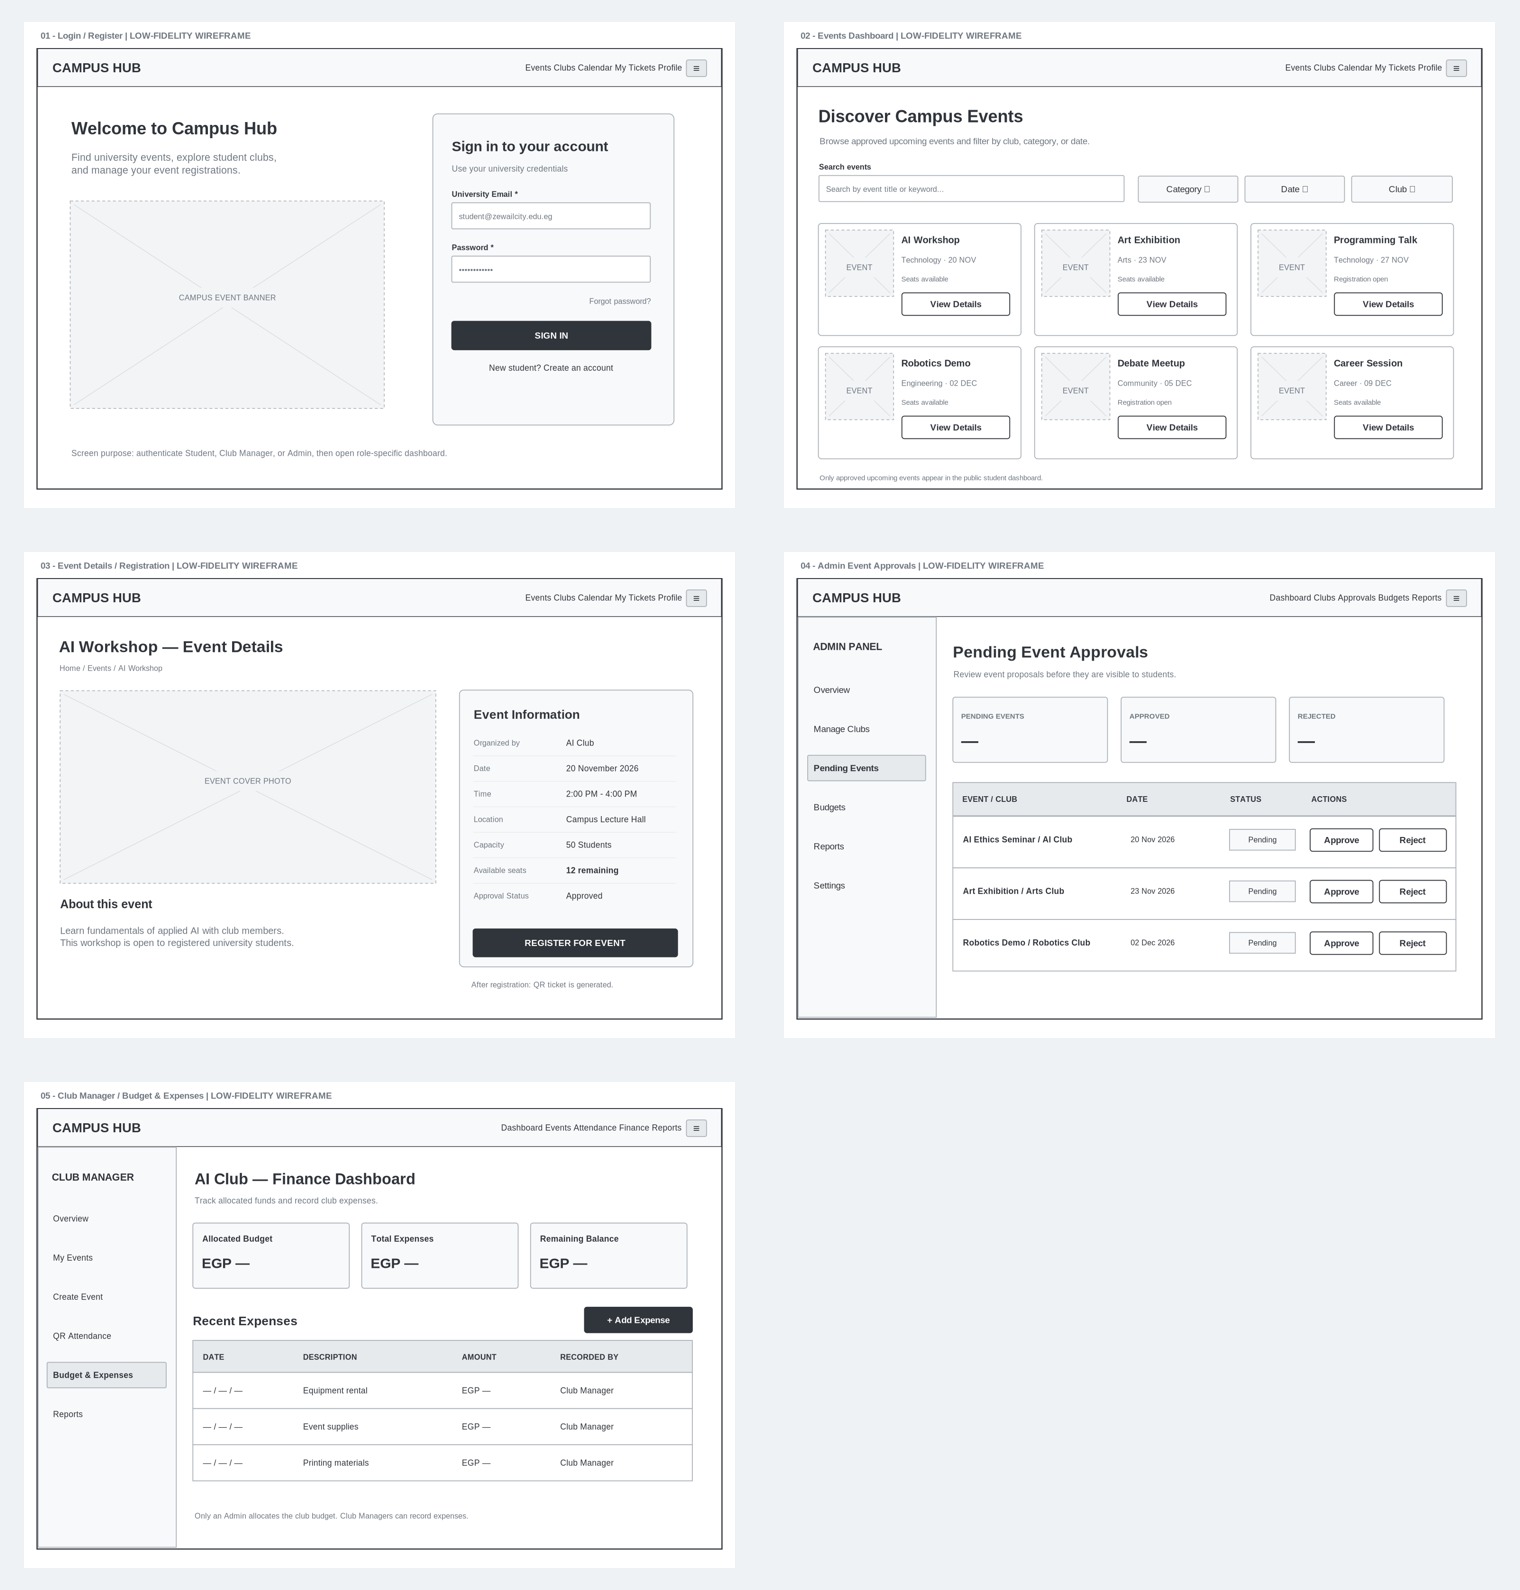 01 - Login / Register | LOW-FIDELITY WIREFRAME
CAMPUS HUB
Events Clubs Calendar My Tickets Profile ≡
Welcome to Campus Hub
Find university events, explore student clubs,
and manage your event registrations.
CAMPUS EVENT BANNER
Sign in to your account
Use your university credentials
University Email *
student@zewailcity.edu.eg
Password *
••••••••••••
Forgot password?
SIGN IN
New student? Create an account
Screen purpose: authenticate Student, Club Manager, or Admin, then open role-specific dashboard.
02 - Events Dashboard | LOW-FIDELITY WIREFRAME
CAMPUS HUB
Events Clubs Calendar My Tickets Profile ≡
Discover Campus Events
Browse approved upcoming events and filter by club, category, or date.
Search events
Search by event title or keyword...
Category ▯
Date ▯
Club ▯
EVENT
AI Workshop
Technology · 20 NOV
Seats available
View Details
EVENT
Art Exhibition
Arts · 23 NOV
Seats available
View Details
EVENT
Programming Talk
Technology · 27 NOV
Registration open
View Details
EVENT
Robotics Demo
Engineering · 02 DEC
Seats available
View Details
EVENT
Debate Meetup
Community · 05 DEC
Registration open
View Details
EVENT
Career Session
Career · 09 DEC
Seats available
View Details
Only approved upcoming events appear in the public student dashboard.
03 - Event Details / Registration | LOW-FIDELITY WIREFRAME
CAMPUS HUB
Events Clubs Calendar My Tickets Profile ≡
AI Workshop — Event Details
Home / Events / AI Workshop
EVENT COVER PHOTO
About this event
Learn fundamentals of applied AI with club members.
This workshop is open to registered university students.
Event Information
Organized by AI Club
Date 20 November 2026
Time 2:00 PM - 4:00 PM
Location Campus Lecture Hall
Capacity 50 Students
Available seats 12 remaining
Approval Status Approved
REGISTER FOR EVENT
After registration: QR ticket is generated.
04 - Admin Event Approvals | LOW-FIDELITY WIREFRAME
CAMPUS HUB
Dashboard Clubs Approvals Budgets Reports ≡
ADMIN PANEL
Overview
Manage Clubs
Pending Events
Budgets
Reports
Settings
Pending Event Approvals
Review event proposals before they are visible to students.
PENDING EVENTS
—
APPROVED
—
REJECTED
—
EVENT / CLUB DATE STATUS ACTIONS
AI Ethics Seminar / AI Club 20 Nov 2026 Pending Approve Reject
Art Exhibition / Arts Club 23 Nov 2026 Pending Approve Reject
Robotics Demo / Robotics Club 02 Dec 2026 Pending Approve Reject
05 - Club Manager / Budget & Expenses | LOW-FIDELITY WIREFRAME
CAMPUS HUB
Dashboard Events Attendance Finance Reports ≡
CLUB MANAGER
Overview
My Events
Create Event
QR Attendance
Budget & Expenses
Reports
AI Club — Finance Dashboard
Track allocated funds and record club expenses.
Allocated Budget
EGP —
Total Expenses
EGP —
Remaining Balance
EGP —
Recent Expenses
+ Add Expense
DATE DESCRIPTION AMOUNT RECORDED BY
— / — / — Equipment rental EGP — Club Manager
— / — / — Event supplies EGP — Club Manager
— / — / — Printing materials EGP — Club Manager
Only an Admin allocates the club budget. Club Managers can record expenses.